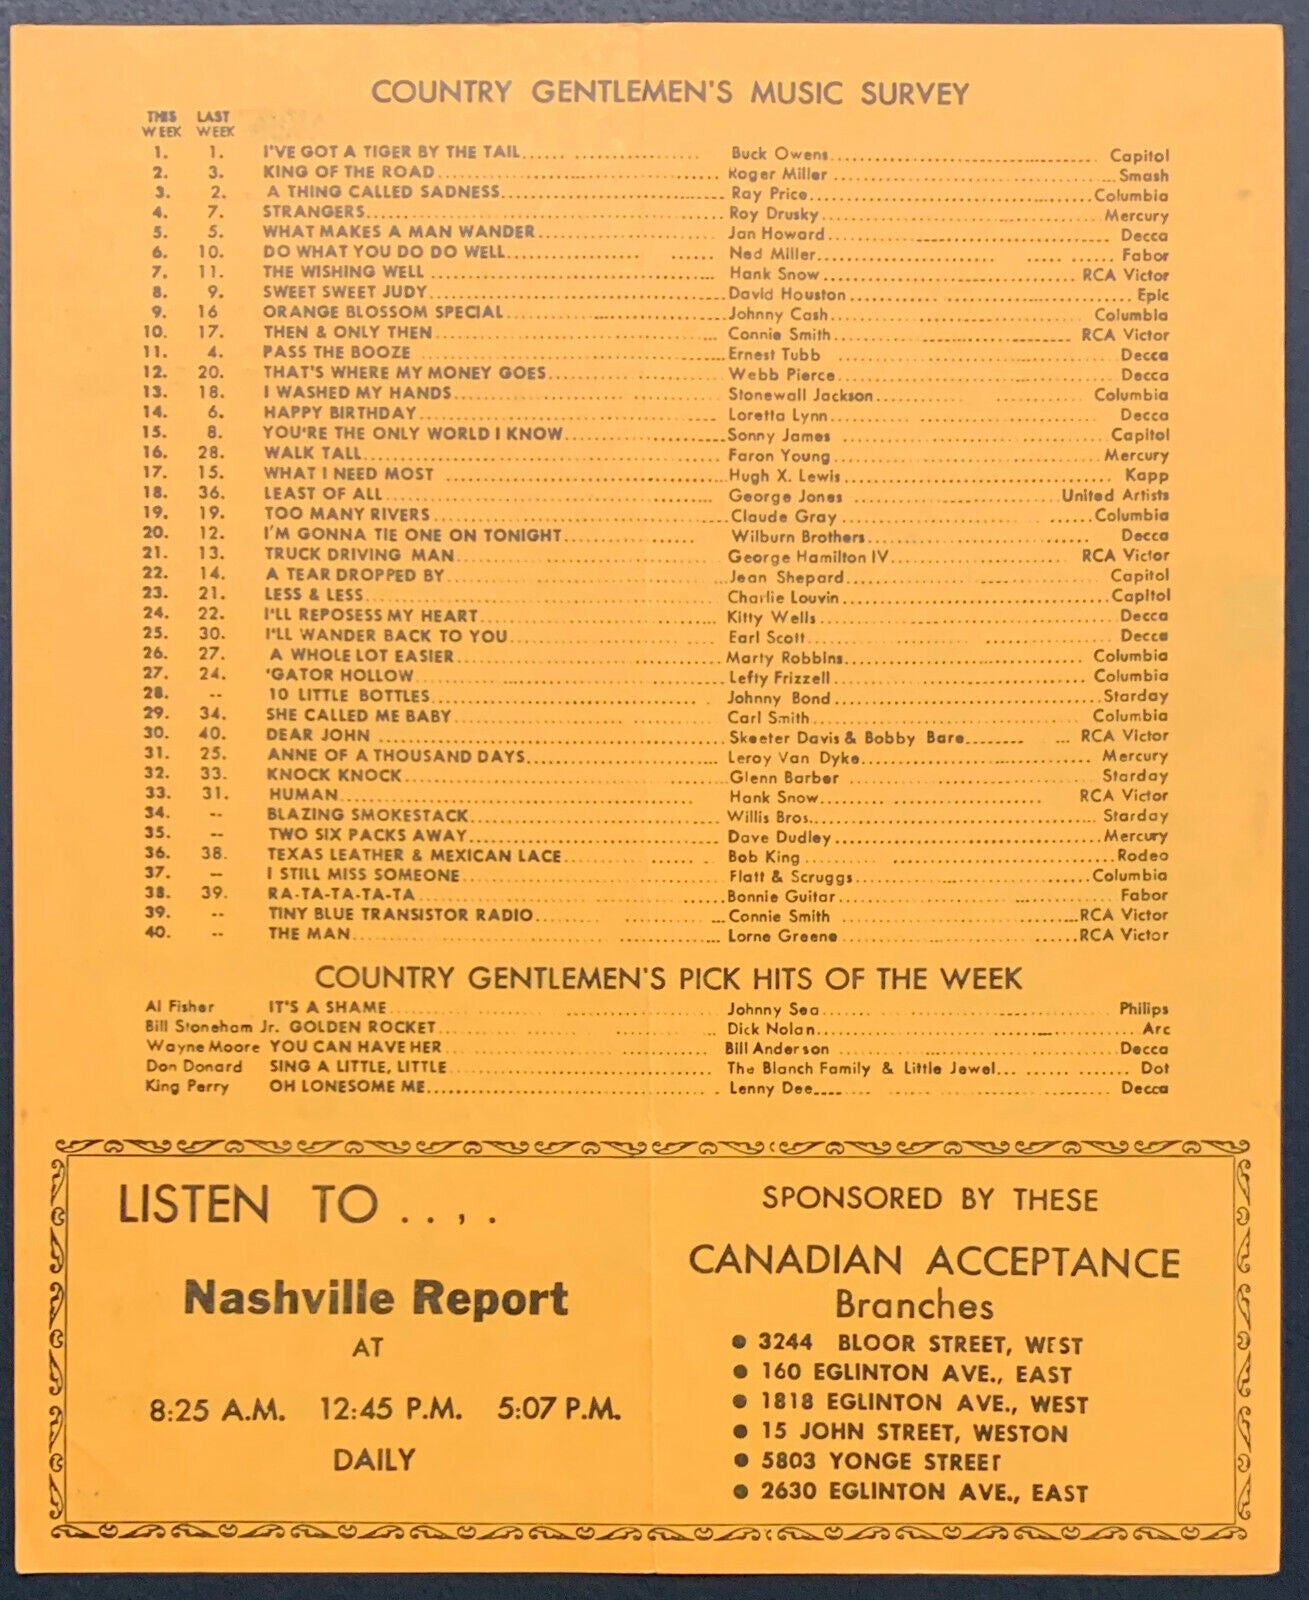 COUNTRY GENTLEMEN'S MUSIC SURVEY
THIS WEEK LAST WEEK
1. 1. I'VE GOT A TIGER BY THE TAIL Buck Owens Capitol
2. 3. KING OF THE ROAD Roger Miller Smash
3. 2. A THING CALLED SADNESS Ray Price Columbia
4. 7. STRANGERS Roy Drusky Mercury
5. 5. WHAT MAKES A MAN WANDER Jan Howard Decca
6. 10. DO WHAT YOU DO DO WELL Ned Miller Fabor
7. 11. THE WISHING WELL Hank Snow RCA Victor
8. 9. SWEET SWEET JUDY David Houston Epic
9. 16 ORANGE BLOSSOM SPECIAL Johnny Cash Columbia
10. 17. THEN & ONLY THEN Connie Smith RCA Victor
11. 4. PASS THE BOOZE Ernest Tubb Decca
12. 20. THAT'S WHERE MY MONEY GOES Webb Pierce Decca
13. 18. I WASHED MY HANDS Stonewall Jackson Columbia
14. 6. HAPPY BIRTHDAY Loretta Lynn Decca
15. 8. YOU'RE THE ONLY WORLD I KNOW Sonny James Capitol
16. 28. WALK TALL Faron Young Mercury
17. 15. WHAT I NEED MOST Hugh X. Lewis Kapp
18. 36. LEAST OF ALL George Jones United Artists
19. 19. TOO MANY RIVERS Claude Gray Columbia
20. 12. I'M GONNA TIE ONE ON TONIGHT Wilburn Brothers Decca
21. 13. TRUCK DRIVING MAN George Hamilton IV RCA Victor
22. 14. A TEAR DROPPED BY Jean Shepard Capitol
23. 21. LESS & LESS Charlie Louvin Capitol
24. 22. I'LL REPOSESS MY HEART Kitty Wells Decca
25. 30. I'LL WANDER BACK TO YOU Earl Scott Decca
26. 27. A WHOLE LOT EASIER Marty Robbins Columbia
27. 24. 'GATOR HOLLOW Lefty Frizzell Columbia
28. -- 10 LITTLE BOTTLES Johnny Bond Starday
29. 34. SHE CALLED ME BABY Carl Smith Columbia
30. 40. DEAR JOHN Skeeter Davis & Bobby Bare RCA Victor
31. 25. ANNE OF A THOUSAND DAYS Leroy Van Dyke Mercury
32. 33. KNOCK KNOCK Glenn Barber Starday
33. 31. HUMAN Hank Snow RCA Victor
34. -- BLAZING SMOKESTACK Willis Bros. Starday
35. -- TWO SIX PACKS AWAY Dave Dudley Mercury
36. 38. TEXAS LEATHER & MEXICAN LACE Bob King Rodeo
37. -- I STILL MISS SOMEONE Flatt & Scruggs Columbia
38. 39. RA-TA-TA-TA-TA Bonnie Guitar Fabor
39. -- TINY BLUE TRANSISTOR RADIO Connie Smith RCA Victor
40. -- THE MAN Lorne Greene RCA Victor
COUNTRY GENTLEMEN'S PICK HITS OF THE WEEK
Al Fisher IT'S A SHAME Johnny Sea Philips
Bill Stoneham Jr. GOLDEN ROCKET Dick Nolan Arc
Wayne Moore YOU CAN HAVE HER Bill Anderson Decca
Don Donard SING A LITTLE, LITTLE The Blanch Family & Little Jewel Dot
King Perry OH LONESOME ME Lenny Dee Decca
LISTEN TO . . , .
Nashville Report
AT
8:25 A.M. 12:45 P.M. 5:07 P.M.
DAILY
SPONSORED BY THESE
CANADIAN ACCEPTANCE
Branches
● 3244 BLOOR STREET, WEST
● 160 EGLINTON AVE., EAST
● 1818 EGLINTON AVE., WEST
● 15 JOHN STREET, WESTON
● 5803 YONGE STREET
● 2630 EGLINTON AVE., EAST